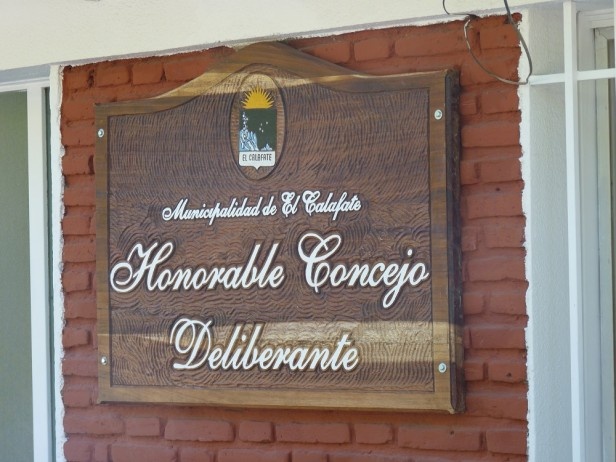 EL CALAFATE
Municipalidad de El Calafate
Honorable Concejo
Deliberante